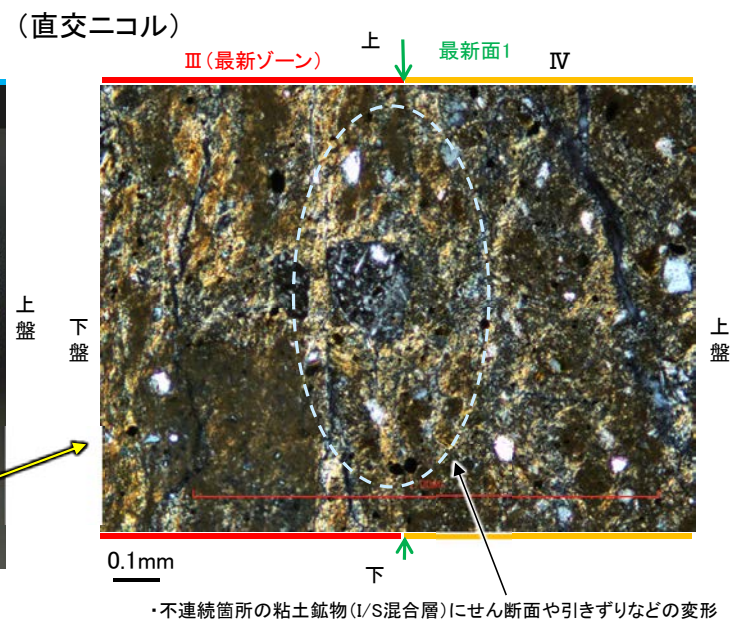 （直交ニコル）
上
最新面1
Ⅲ（最新ゾーン）
Ⅳ
上盤
下盤
上盤
0.1mm
下
・不連続箇所の粘土鉱物(I/S混合層)にせん断面や引きずりなどの変形